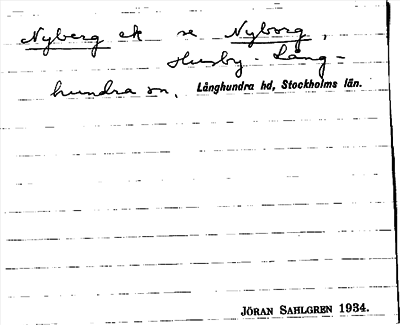 Nyberg ek se Nyborg,
Husby-Lång=
hundra sn. Långhundra hd, Stockholms län.
JÖRAN SAHLGREN 1934.